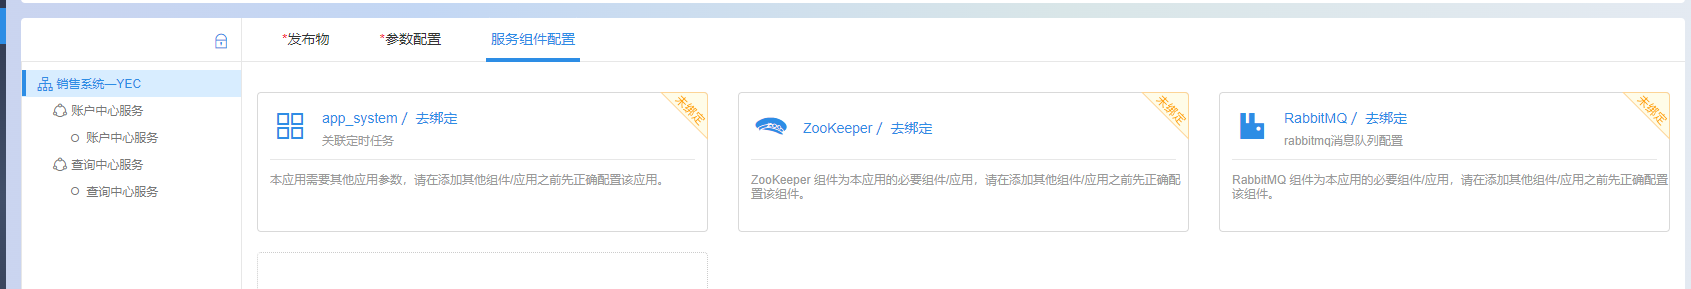 *发布物
*参数配置
服务组件配置
销售系统—YEC
账户中心服务
账户中心服务
查询中心服务
查询中心服务
未绑定
app_system / 去绑定
关联定时任务
本应用需要其他应用参数，请在添加其他组件/应用之前先正确配置该应用。
未绑定
ZooKeeper / 去绑定
ZooKeeper 组件为本应用的必要组件/应用，请在添加其他组件/应用之前先正确配
置该组件。
未绑定
RabbitMQ / 去绑定
rabbitmq消息队列配置
RabbitMQ 组件为本应用的必要组件/应用，请在添加其他组件/应用之前先正确配置
该组件。